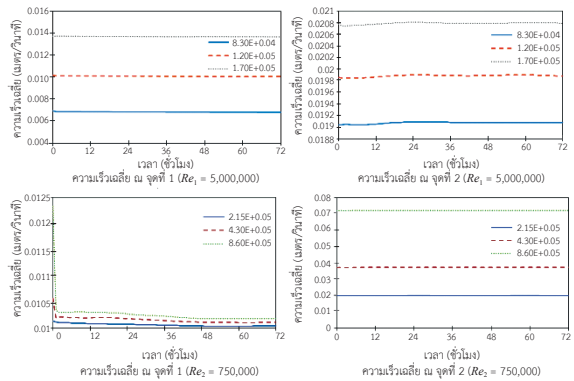 ความเร็วเฉลี่ย (เมตร/วินาที)
0.016
0.014
0.012
0.010
0.008
0.006
0.004
8.30E+0.04
1.20E+0.05
1.70E+0.05
0 12 24 36 48 60 72
เวลา (ชั่วโมง)
ความเร็วเฉลี่ย ณ จุดที่ 1 (Re₁ = 5,000,000)
ความเร็วเฉลี่ย (เมตร/วินาที)
0.021
0.0208
0.0206
0.0204
0.0202
0.02
0.0198
0.0196
0.0194
0.0192
0.019
0.0188
8.30E+0.04
1.20E+0.05
1.70E+0.05
0 12 24 36 48 60 72
เวลา (ชั่วโมง)
ความเร็วเฉลี่ย ณ จุดที่ 2 (Re₁ = 5,000,000)
ความเร็วเฉลี่ย (เมตร/วินาที)
0.0125
0.012
0.0115
0.011
0.0105
0.01
2.15E+0.05
4.30E+0.05
8.60E+0.05
0 12 24 36 48 60 72
เวลา (ชั่วโมง)
ความเร็วเฉลี่ย ณ จุดที่ 1 (Re₂ = 750,000)
ความเร็วเฉลี่ย (เมตร/วินาที)
0.08
0.07
0.06
0.05
0.04
0.03
0.02
0.01
0
2.15E+0.05
4.30E+0.05
8.60E+0.05
0 12 24 36 48 60 72
เวลา (ชั่วโมง)
ความเร็วเฉลี่ย ณ จุดที่ 2 (Re₂ = 750,000)